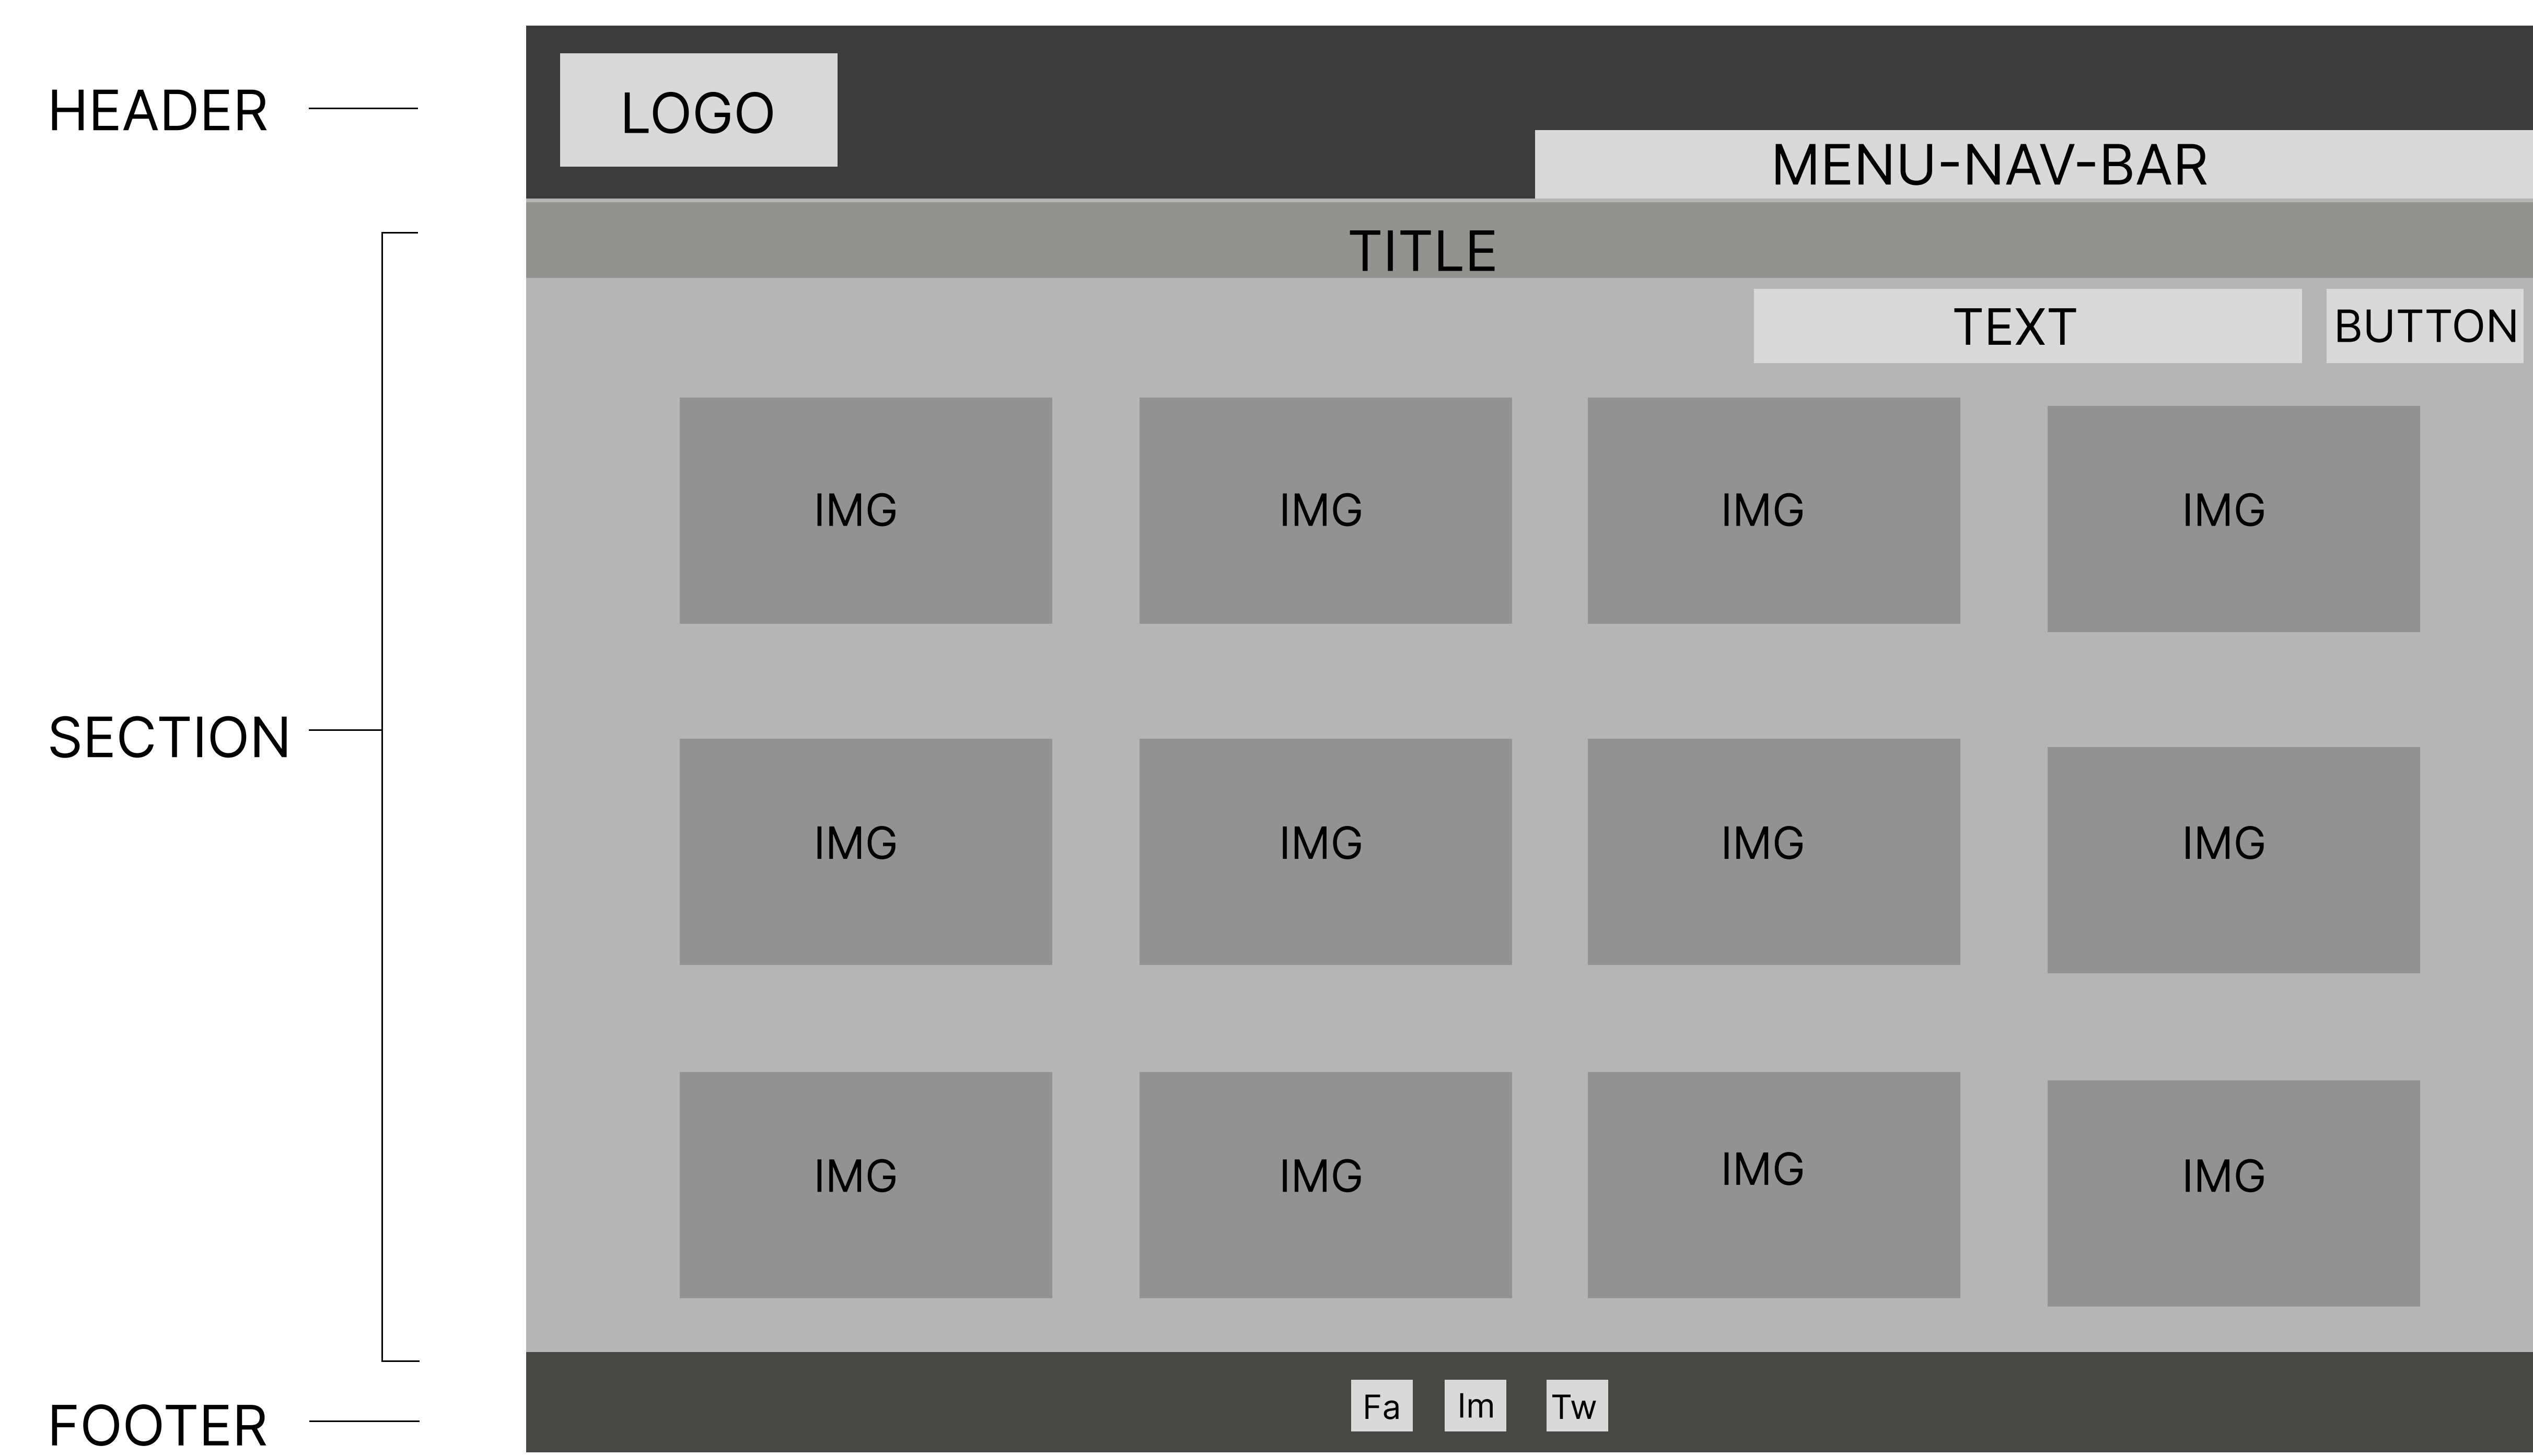 HEADER
LOGO
MENU-NAV-BAR
TITLE
TEXT
BUTTON
IMG
IMG
IMG
IMG
SECTION
IMG
IMG
IMG
IMG
IMG
IMG
IMG
IMG
FOOTER
Fa
Im
Tw